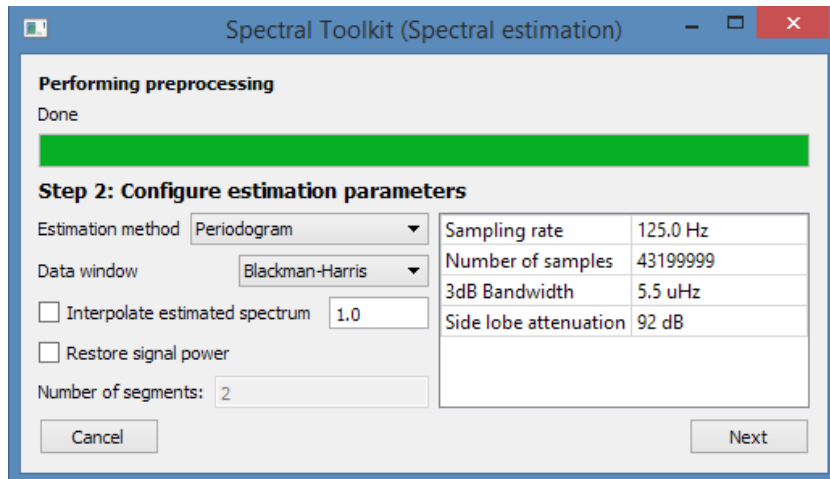 Spectral Toolkit (Spectral estimation)
Performing preprocessing
Done
Step 2: Configure estimation parameters
Estimation method Periodogram
Data window Blackman-Harris
Interpolate estimated spectrum 1.0
Restore signal power
Number of segments: 2
Sampling rate 125.0 Hz
Number of samples 43199999
3dB Bandwidth 5.5 uHz
Side lobe attenuation 92 dB
Cancel
Next